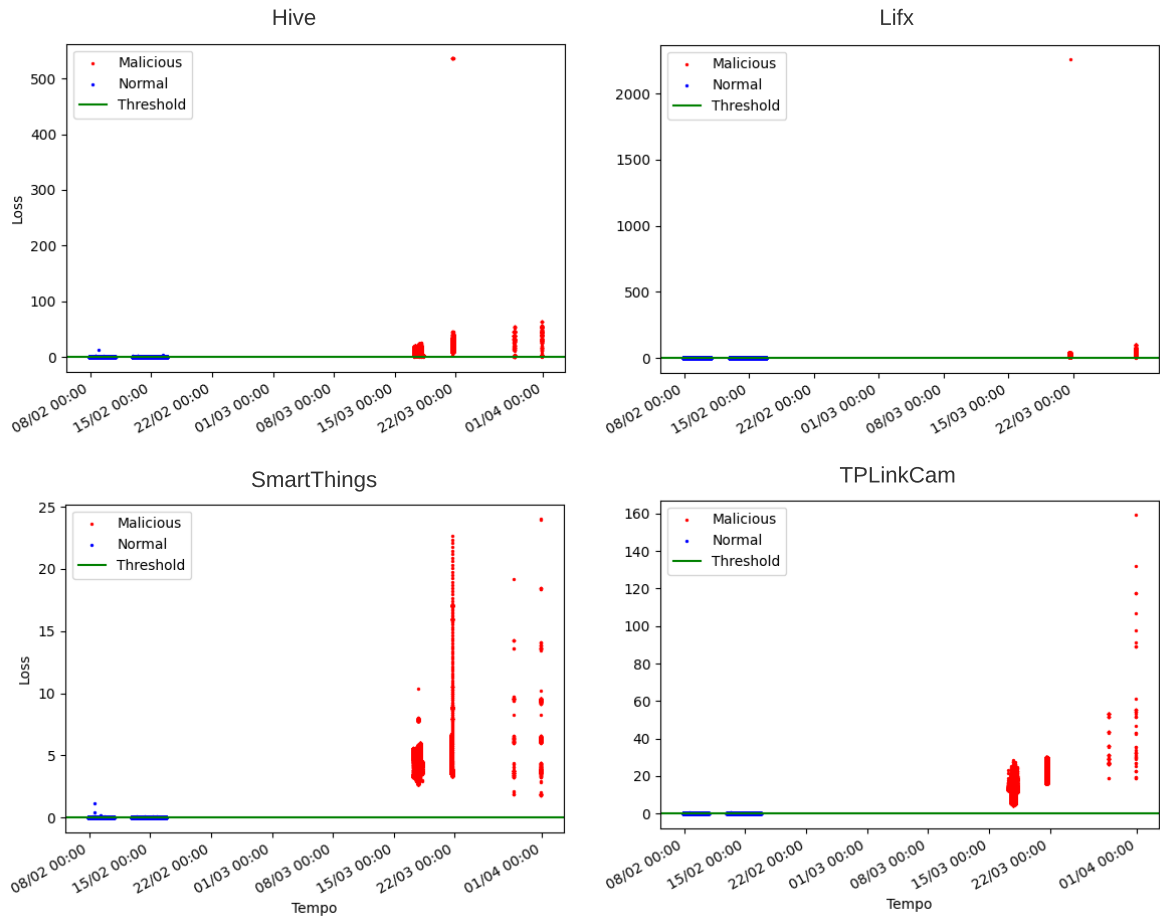 Hive
Malicious
Normal
Threshold
500
400
300
200
100
0
Loss
08/02 00:00
15/02 00:00
22/02 00:00
01/03 00:00
08/03 00:00
15/03 00:00
22/03 00:00
01/04 00:00
Lifx
Malicious
Normal
Threshold
2000
1500
1000
500
0
08/02 00:00
15/02 00:00
22/02 00:00
01/03 00:00
08/03 00:00
15/03 00:00
22/03 00:00
SmartThings
Malicious
Normal
Threshold
25
20
15
10
5
0
Loss
08/02 00:00
15/02 00:00
22/02 00:00
01/03 00:00
08/03 00:00
15/03 00:00
22/03 00:00
01/04 00:00
Tempo
TPLinkCam
Malicious
Normal
Threshold
160
140
120
100
80
60
40
20
0
08/02 00:00
15/02 00:00
22/02 00:00
01/03 00:00
08/03 00:00
15/03 00:00
22/03 00:00
01/04 00:00
Tempo